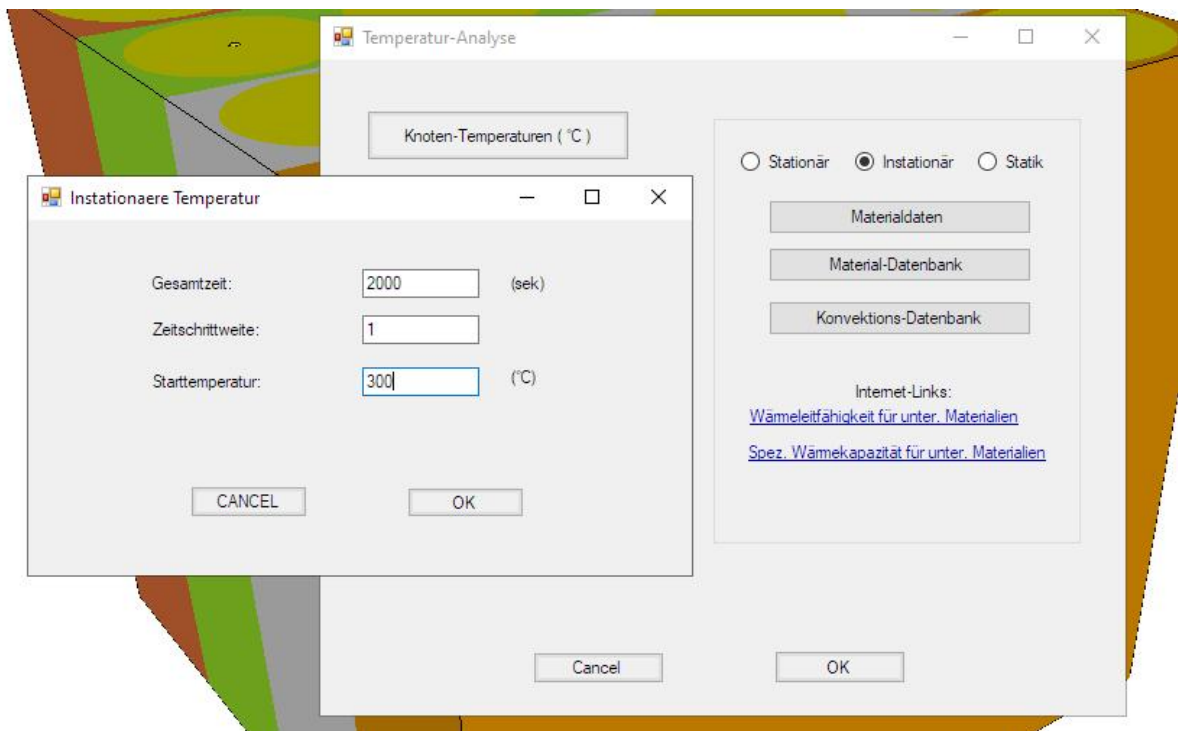 Temperatur-Analyse
Knoten-Temperaturen ( °C )
Stationär Instationär Statik
Materialdaten
Material-Datenbank
Konvektions-Datenbank
Internet-Links:
Wärmeleitfähigkeit für unter. Materialien
Spez. Wärmekapazität für unter. Materialien
Cancel OK
Instationaere Temperatur
Gesamtzeit: 2000 (sek)
Zeitschrittweite: 1
Starttemperatur: 300 (°C)
CANCEL OK